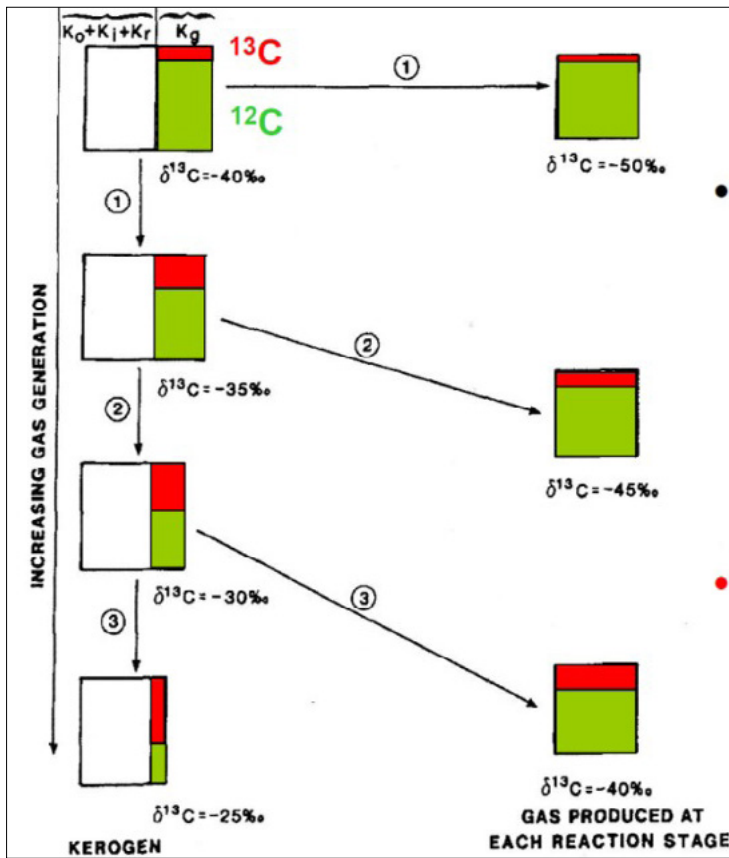 Ko+Ki+Kr Kg
13C
12C
①
δ13C=-40‰
δ13C=-50‰
①
②
δ13C=-35‰
②
δ13C=-45‰
INCREASING GAS GENERATION
δ13C=-30‰
③
③
δ13C=-25‰
δ13C=-40‰
KEROGEN
GAS PRODUCED AT
EACH REACTION STAGE